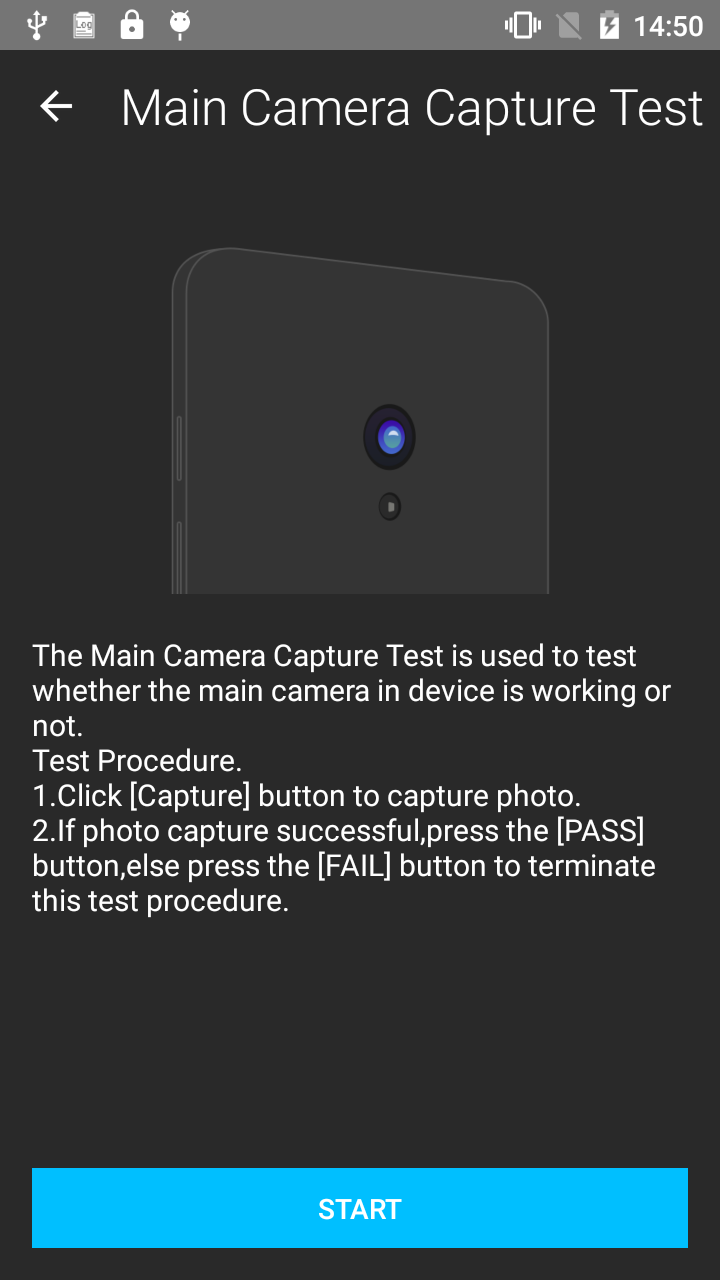 Log
14:50
Main Camera Capture Test
The Main Camera Capture Test is used to test
whether the main camera in device is working or
not.
Test Procedure.
1.Click [Capture] button to capture photo.
2.If photo capture successful,press the [PASS]
button,else press the [FAIL] button to terminate
this test procedure.
START